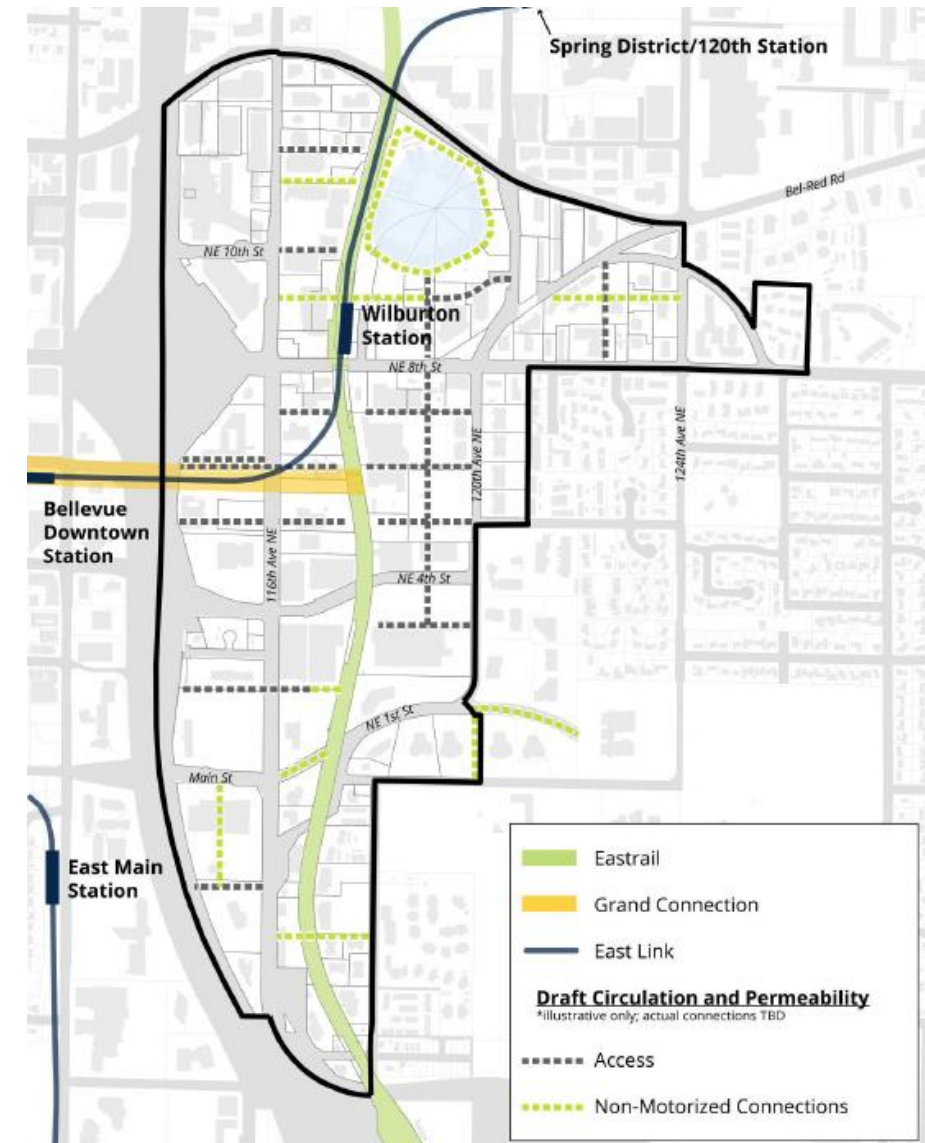 Spring District/120th Station
Bel-Red Rd
NE 10th St
Wilburton
Station
NE 8th St
120th Ave NE
124th Ave NE
Bellevue
Downtown
Station
116th Ave NE
NE 4th St
NE 1st St
Main St
East Main
Station
Eastrail
Grand Connection
East Link
Draft Circulation and Permeability
*illustrative only; actual connections TBD
Access
Non-Motorized Connections